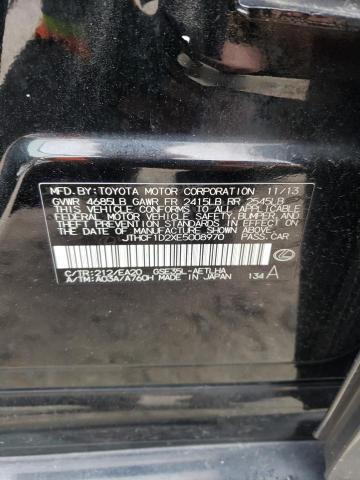 MFD.BY:TOYOTA MOTOR CORPORATION 11/13
GVWR 4685LB GAWR FR 2415LB RR 2545LB
THIS VEHICLE CONFORMS TO ALL APPLICABLE
FEDERAL MOTOR VEHICLE SAFETY,BUMPER,AND
THEFT PREVENTION STANDARDS IN EFFECT ON
THE DATE OF MANUFACTURE SHOWN ABOVE.
JTHCF1D2XE5008970 PASS.CAR
C/TR:212/EA20 GSE35L-AETLHA
A/TM:A03A/A760H MADE IN JAPAN 134 A